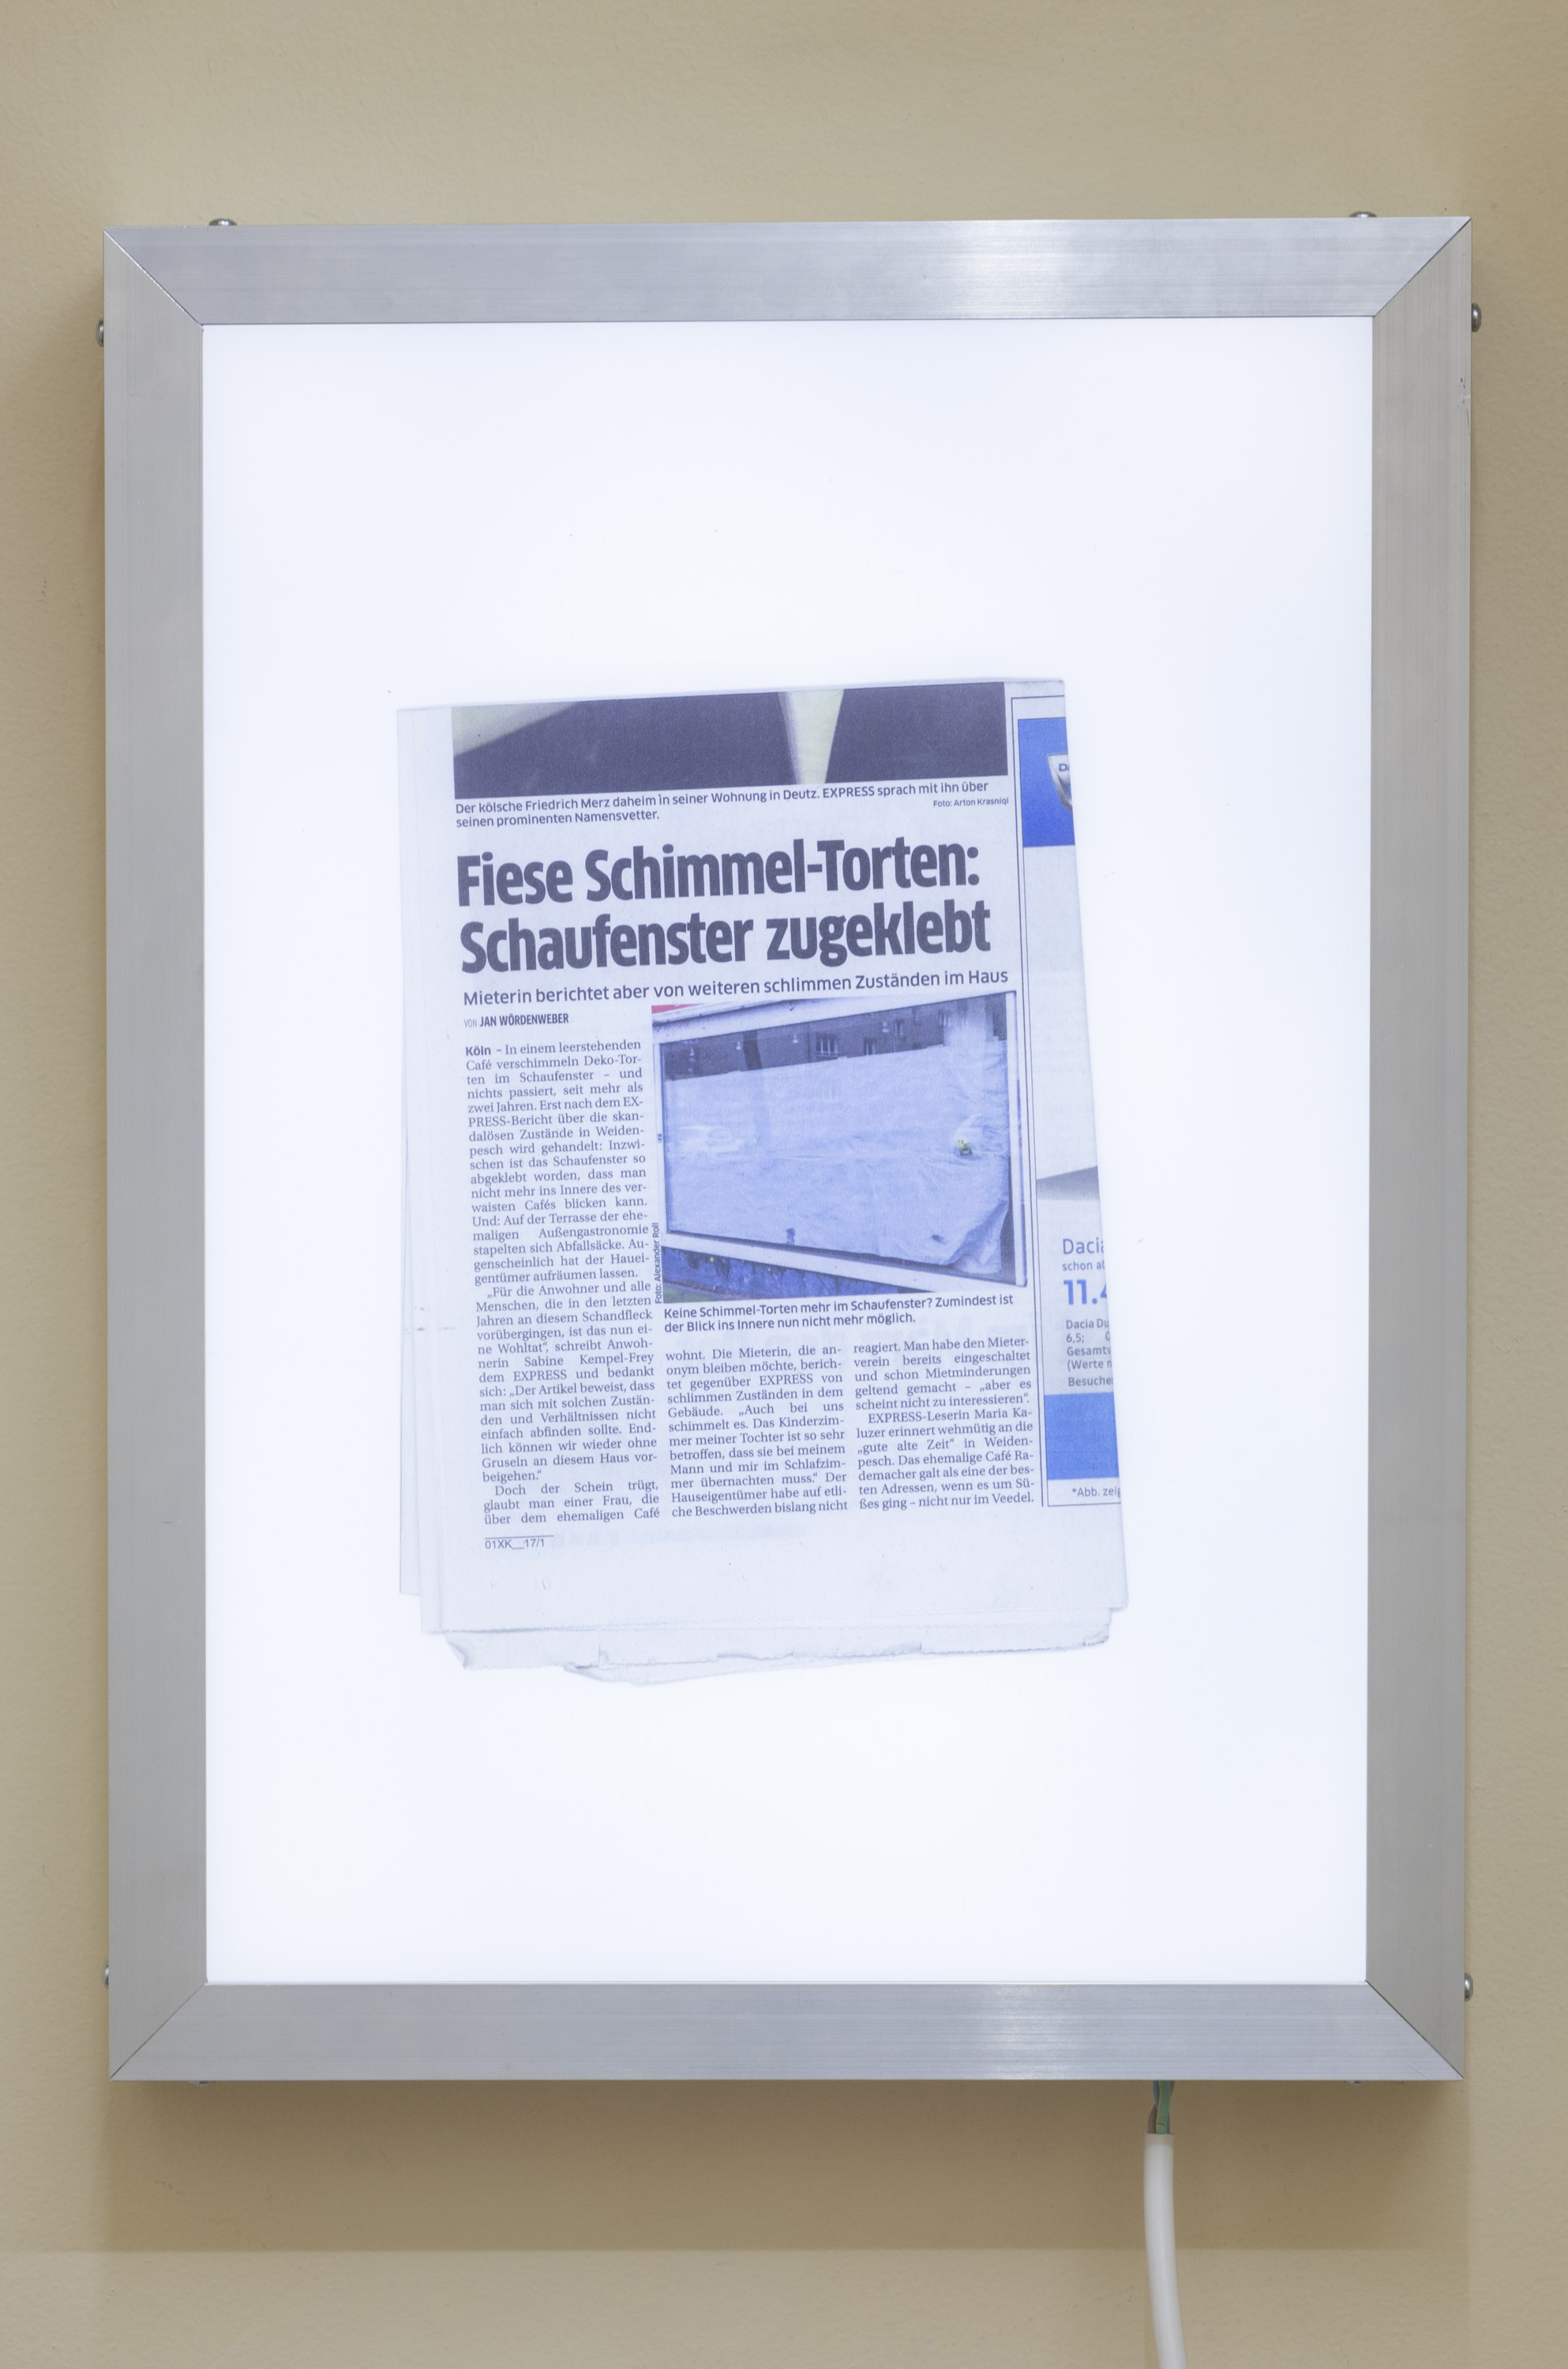 Der kölsche Friedrich Merz daheim in seiner Wohnung in Deutz. EXPRESS sprach mit ihn über
seinen prominenten Namensvetter.
Foto: Arton Krasniqi
Fiese Schimmel-Torten:
Schaufenster zugeklebt
Mieterin berichtet aber von weiteren schlimmen Zuständen im Haus
VON JAN WÖRDENWEBER
Köln – In einem leerstehenden
Café verschimmeln Deko-Tor-
ten im Schaufenster – und
nichts passiert, seit mehr als
zwei Jahren. Erst nach dem EX-
PRESS-Bericht über die skan-
dalösen Zustände in Weiden-
pesch wird gehandelt: Inzwi-
schen ist das Schaufenster so
abgeklebt worden, dass man
nicht mehr ins Innere des ver-
waisten Cafés blicken kann.
Und: Auf der Terrasse der ehe-
maligen Außengastronomie
stapelten sich Abfallsäcke. Au-
genscheinlich hat der Hauei-
gentümer aufräumen lassen.
„Für die Anwohner und alle
Menschen, die in den letzten
Jahren an diesem Schandfleck
vorübergingen, ist das nun ei-
ne Wohltat“, schreibt Anwoh-
nerin Sabine Kempel-Frey
dem EXPRESS und bedankt
sich: „Der Artikel beweist, dass
man sich mit solchen Zustän-
den und Verhältnissen nicht
einfach abfinden sollte. End-
lich können wir wieder ohne
Gruseln an diesem Haus vor-
beigehen.“
Doch der Schein trügt,
glaubt man einer Frau, die
über dem ehemaligen Café
Foto: Alexander Roll
Keine Schimmel-Torten mehr im Schaufenster? Zumindest ist
der Blick ins Innere nun nicht mehr möglich.
wohnt. Die Mieterin, die an-
onym bleiben möchte, berich-
tet gegenüber EXPRESS von
schlimmen Zuständen in dem
Gebäude. „Auch bei uns
schimmelt es. Das Kinderzim-
mer meiner Tochter ist so sehr
betroffen, dass sie bei meinem
Mann und mir im Schlafzim-
mer übernachten muss.“ Der
Hauseigentümer habe auf etli-
che Beschwerden bislang nicht
reagiert. Man habe den Mieter-
verein bereits eingeschaltet
und schon Mietminderungen
geltend gemacht – „aber es
scheint nicht zu interessieren“.
EXPRESS-Leserin Maria Ka-
luzer erinnert wehmütig an die
„gute alte Zeit“ in Weiden-
pesch. Das ehemalige Café Ra-
demacher galt als eine der bes-
ten Adressen, wenn es um Sü-
ßes ging – nicht nur im Veedel.
01XK__17/1
Dacia
schon ab
11.4
Dacia Du
6,5;
Gesamtv
(Werte n
Besuche
*Abb. zeig